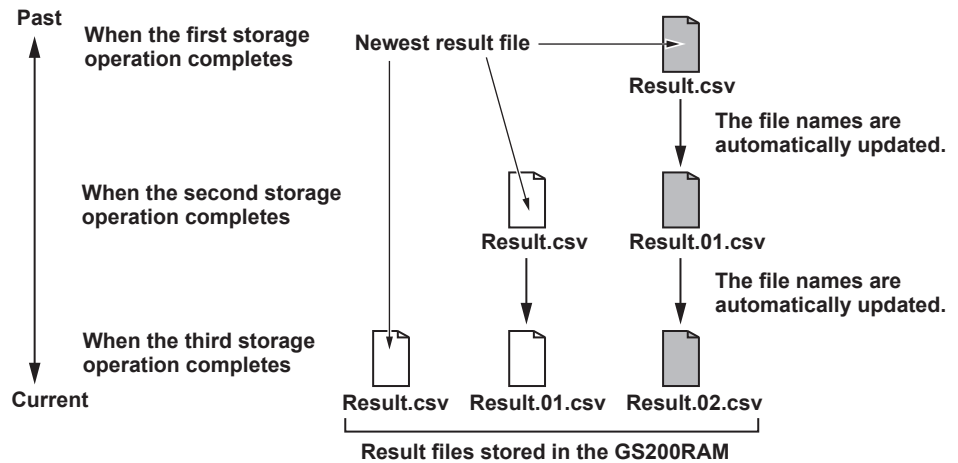 Past
When the first storage
operation completes
Newest result file
Result.csv
The file names are
automatically updated.
When the second storage
operation completes
Result.csv
Result.01.csv
The file names are
automatically updated.
When the third storage
operation completes
Current
Result.csv
Result.01.csv
Result.02.csv
Result files stored in the GS200RAM